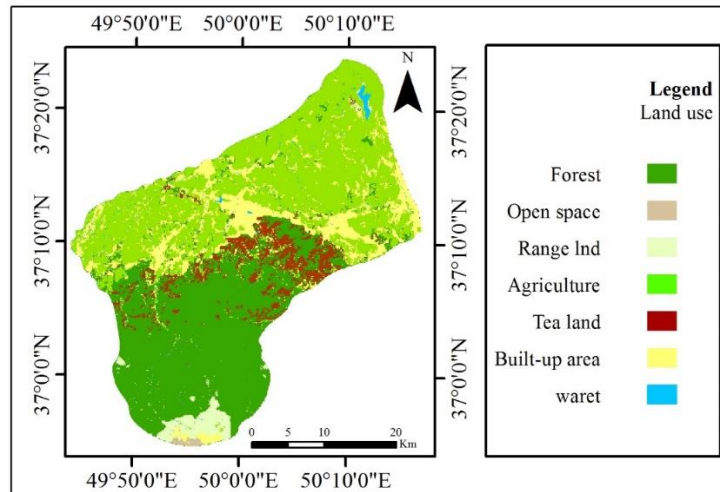 49°50'0"E 50°0'0"E 50°10'0"E
N
37°20'0"N
37°20'0"N
37°10'0"N
37°10'0"N
37°0'0"N
37°0'0"N
0 5 10 20
Km
49°50'0"E 50°0'0"E 50°10'0"E
Legend
Land use
Forest
Open space
Range lnd
Agriculture
Tea land
Built-up area
waret